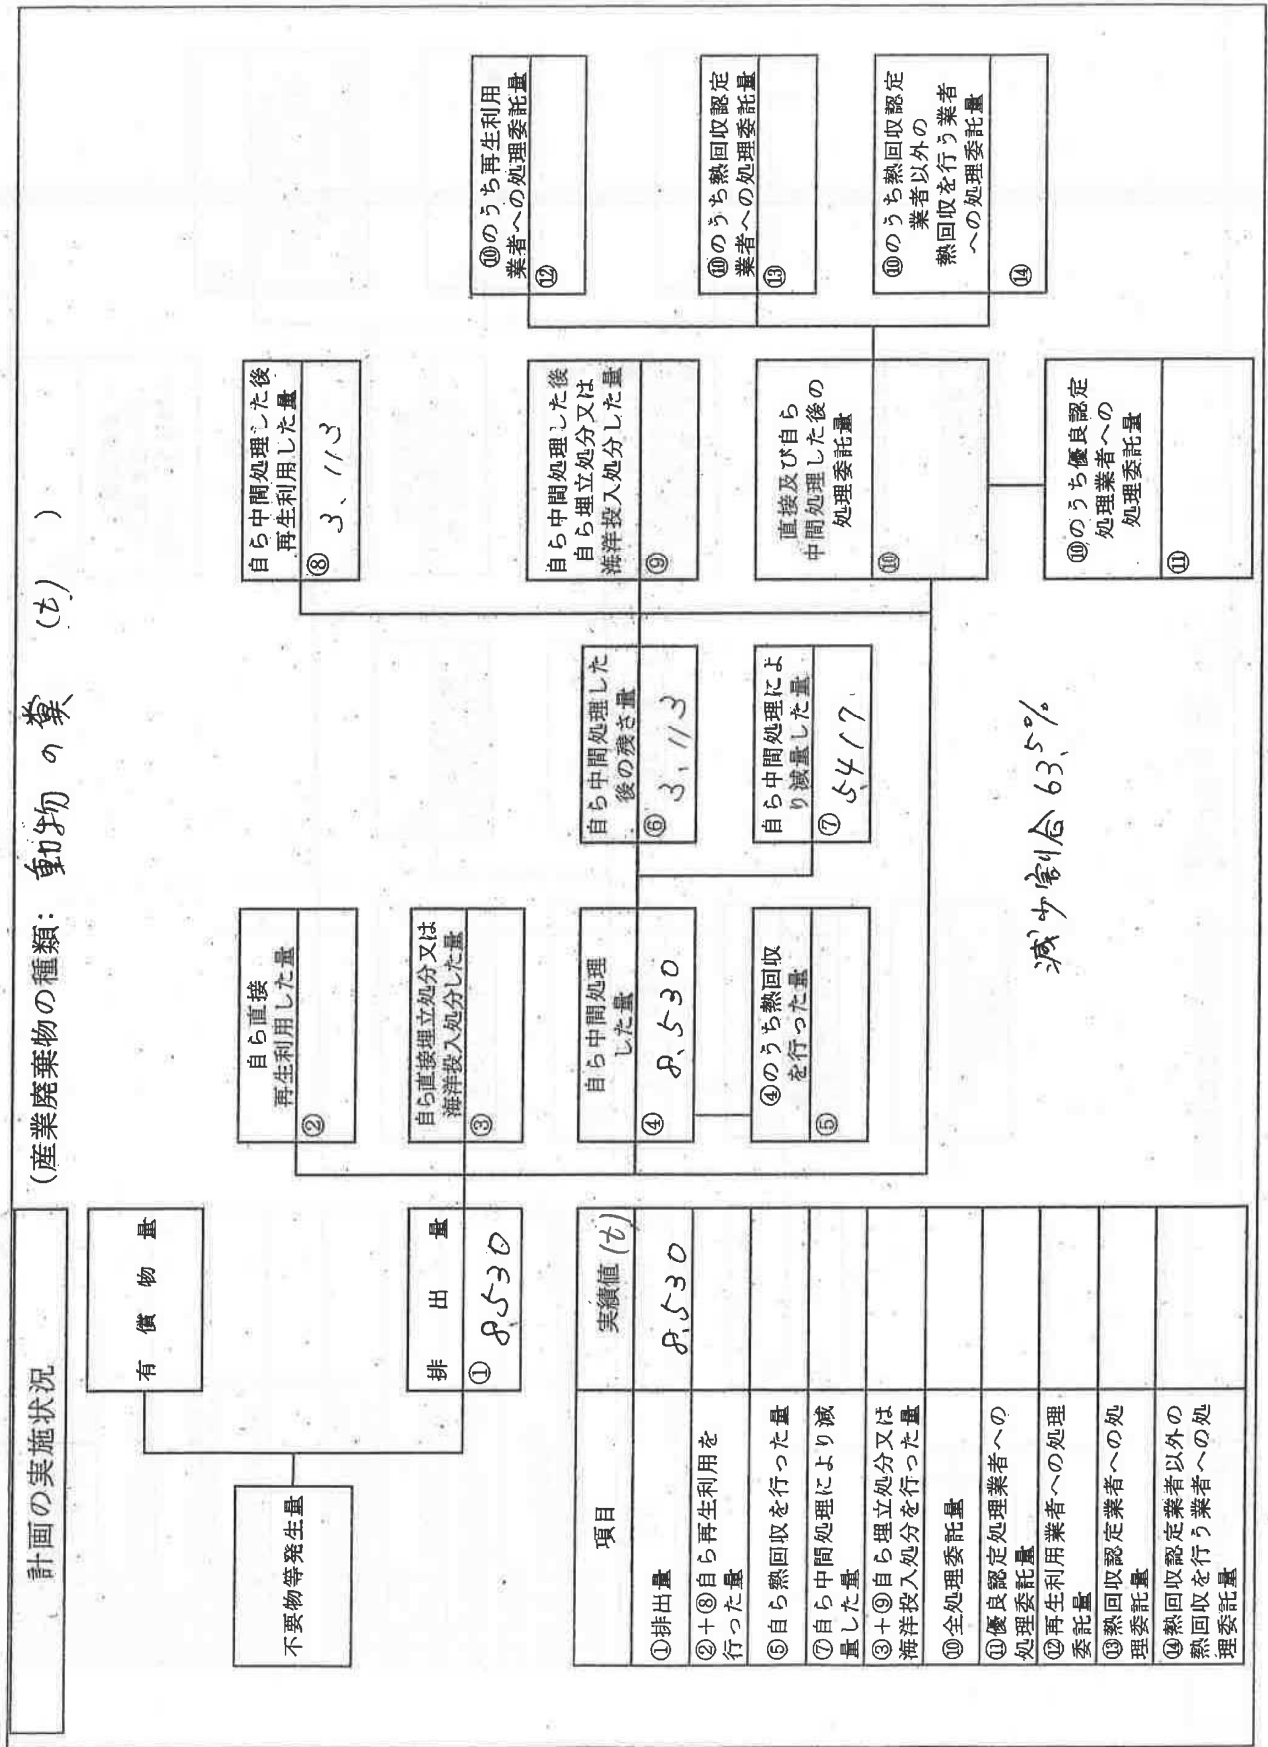 計画の実施状況
(産業廃棄物の種類: 動物の糞 (t) )
不要物等発生量
有償物量
排出量
① 8,530
自ら直接
再生利用した量
②
自ら直接埋立処分又は
海洋投入処分した量
③
自ら中間処理
した量
④ 8,530
④のうち熱回収
を行った量
⑤
自ら中間処理した
後の残さ量
⑥ 3、113
自ら中間処理によ
り減量した量
⑦ 5417
自ら中間処理した後
再生利用した量
⑧ 3、113
自ら中間処理した後
自ら埋立処分又は
海洋投入処分した量
⑨
直接及び自ら
中間処理した後の
処理委託量
⑩
⑩のうち優良認定
処理業者への
処理委託量
⑪
⑩のうち再生利用
業者への処理委託量
⑫
⑩のうち熱回収認定
業者への処理委託量
⑬
⑩のうち熱回収認定
業者以外の
熱回収を行う業者
への処理委託量
⑭
項目 実績値 (t)
①排出量 8,530
②+⑧自ら再生利用を
行った量
⑤自ら熱回収を行った量
⑦自ら中間処理により減
量した量
③+⑨自ら埋立処分又は
海洋投入処分を行った量
⑩全処理委託量
⑪優良認定処理業者への
処理委託量
⑫再生利用業者への処理
委託量
⑬熱回収認定業者への処
理委託量
⑭熱回収認定業者以外の
熱回収を行う業者への処
理委託量
減少割合 63、5%